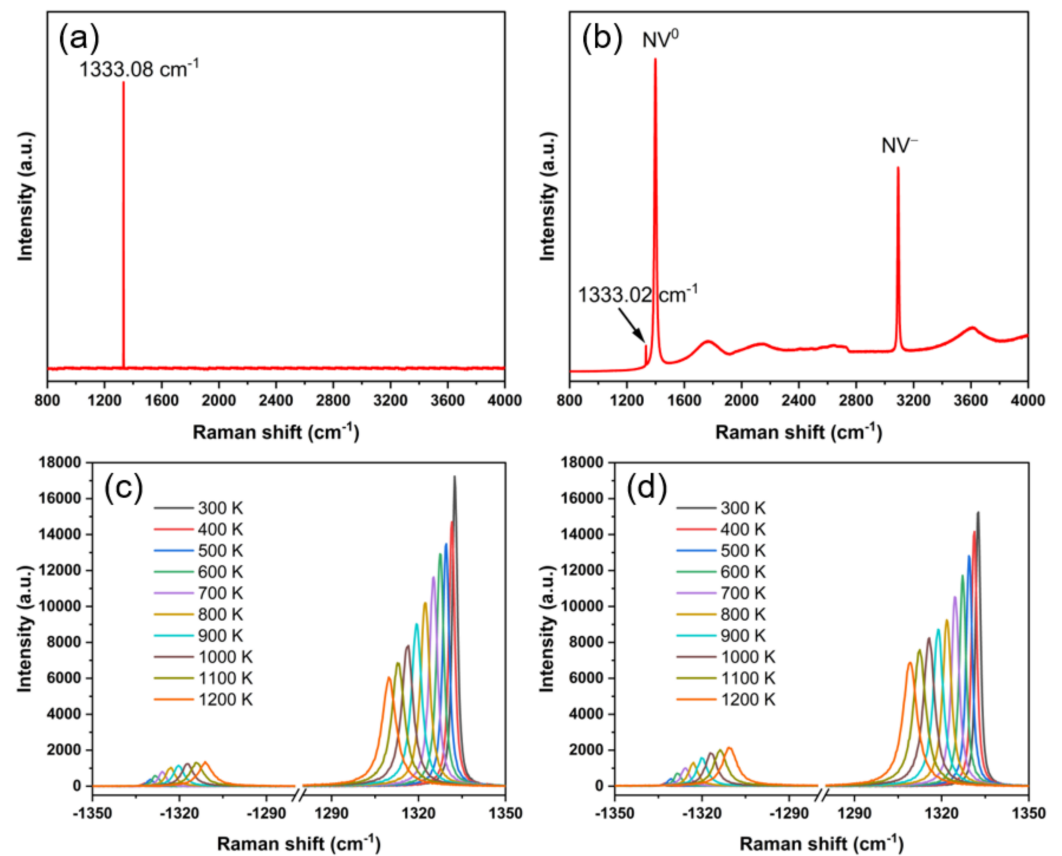 (a)
1333.08 cm⁻¹
Intensity (a.u.)
800 1200 1600 2000 2400 2800 3200 3600 4000
Raman shift (cm⁻¹)
(b)
NV⁰
NV⁻
1333.02 cm⁻¹
Intensity (a.u.)
800 1200 1600 2000 2400 2800 3200 3600 4000
Raman shift (cm⁻¹)
(c)
18000
16000
14000
12000
10000
8000
6000
4000
2000
0
Intensity (a.u.)
300 K
400 K
500 K
600 K
700 K
800 K
900 K
1000 K
1100 K
1200 K
-1350 -1320 -1290 1290 1320 1350
Raman shift (cm⁻¹)
(d)
18000
16000
14000
12000
10000
8000
6000
4000
2000
0
Intensity (a.u.)
300 K
400 K
500 K
600 K
700 K
800 K
900 K
1000 K
1100 K
1200 K
-1350 -1320 -1290 1290 1320 1350
Raman shift (cm⁻¹)